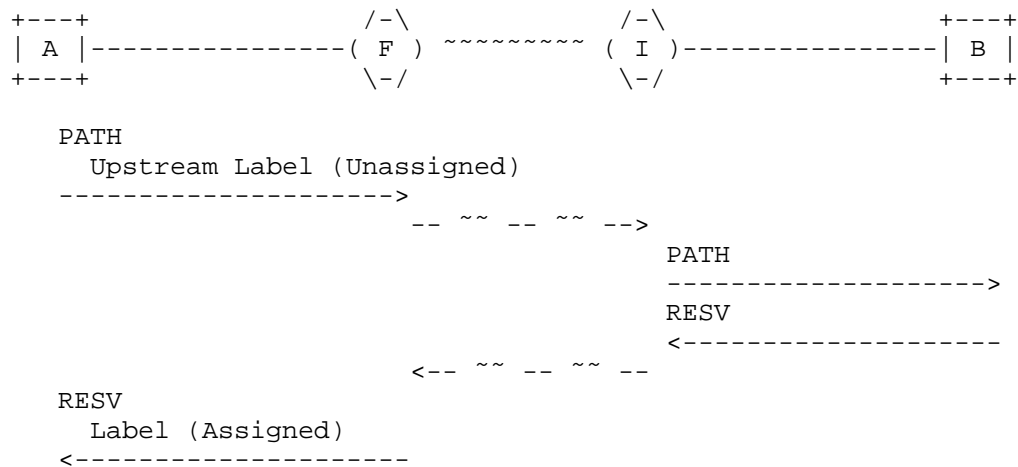 +---+                 /-\              /-\                 +---+
| A |----------------( F ) ~~~~~~~~~ ( I )----------------| B |
+---+                 \-/              \-/                 +---+
PATH
Upstream Label (Unassigned)
--------------------->
-- ~~ -- ~~ -->
PATH
-------------------->
RESV
<--------------------
<-- ~~ -- ~~ --
RESV
Label (Assigned)
<---------------------